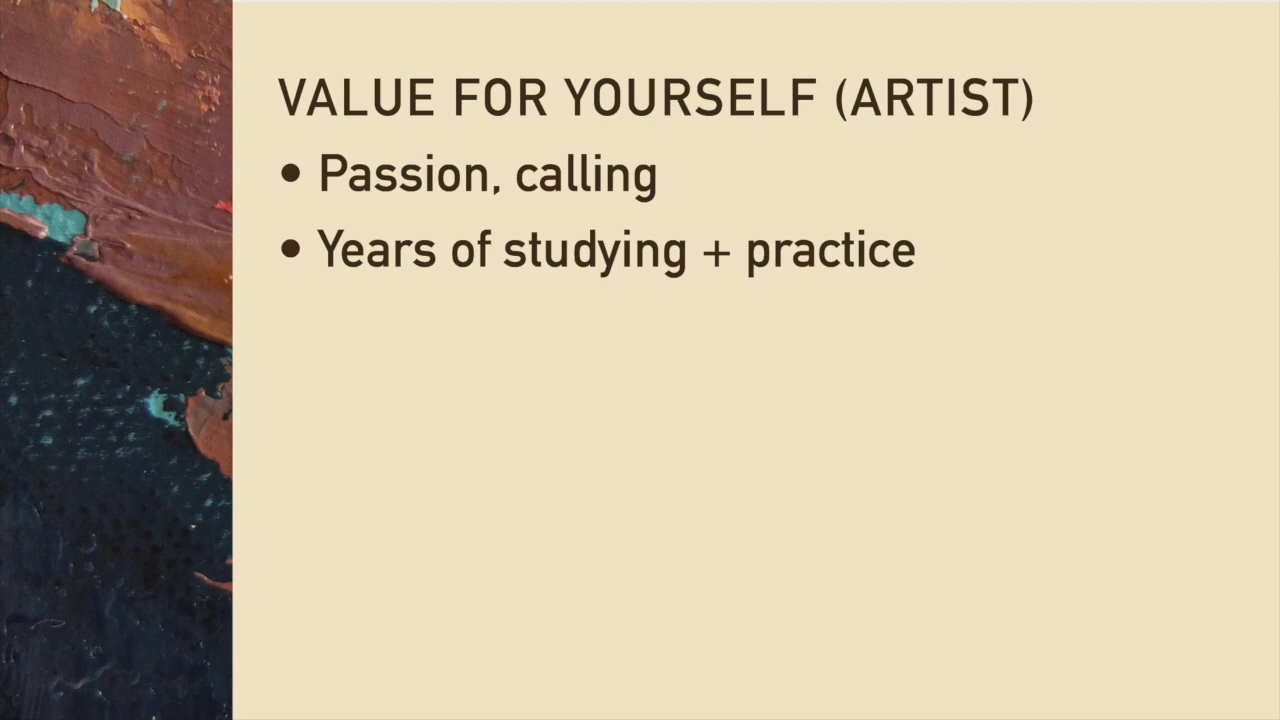 VALUE FOR YOURSELF (ARTIST)
• Passion, calling
• Years of studying + practice